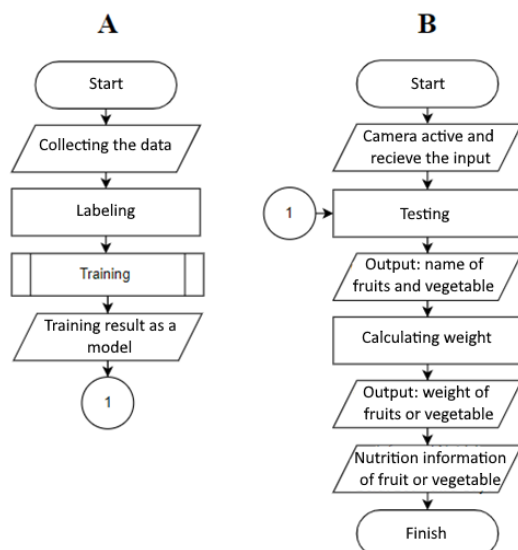 A
Start
Collecting the data
Labeling
Training
Training result as a
model
1
B
Start
Camera active and
recieve the input
1
Testing
Output: name of
fruits and vegetable
Calculating weight
Output: weight of
fruits or vegetable
Nutrition information
of fruit or vegetable
Finish